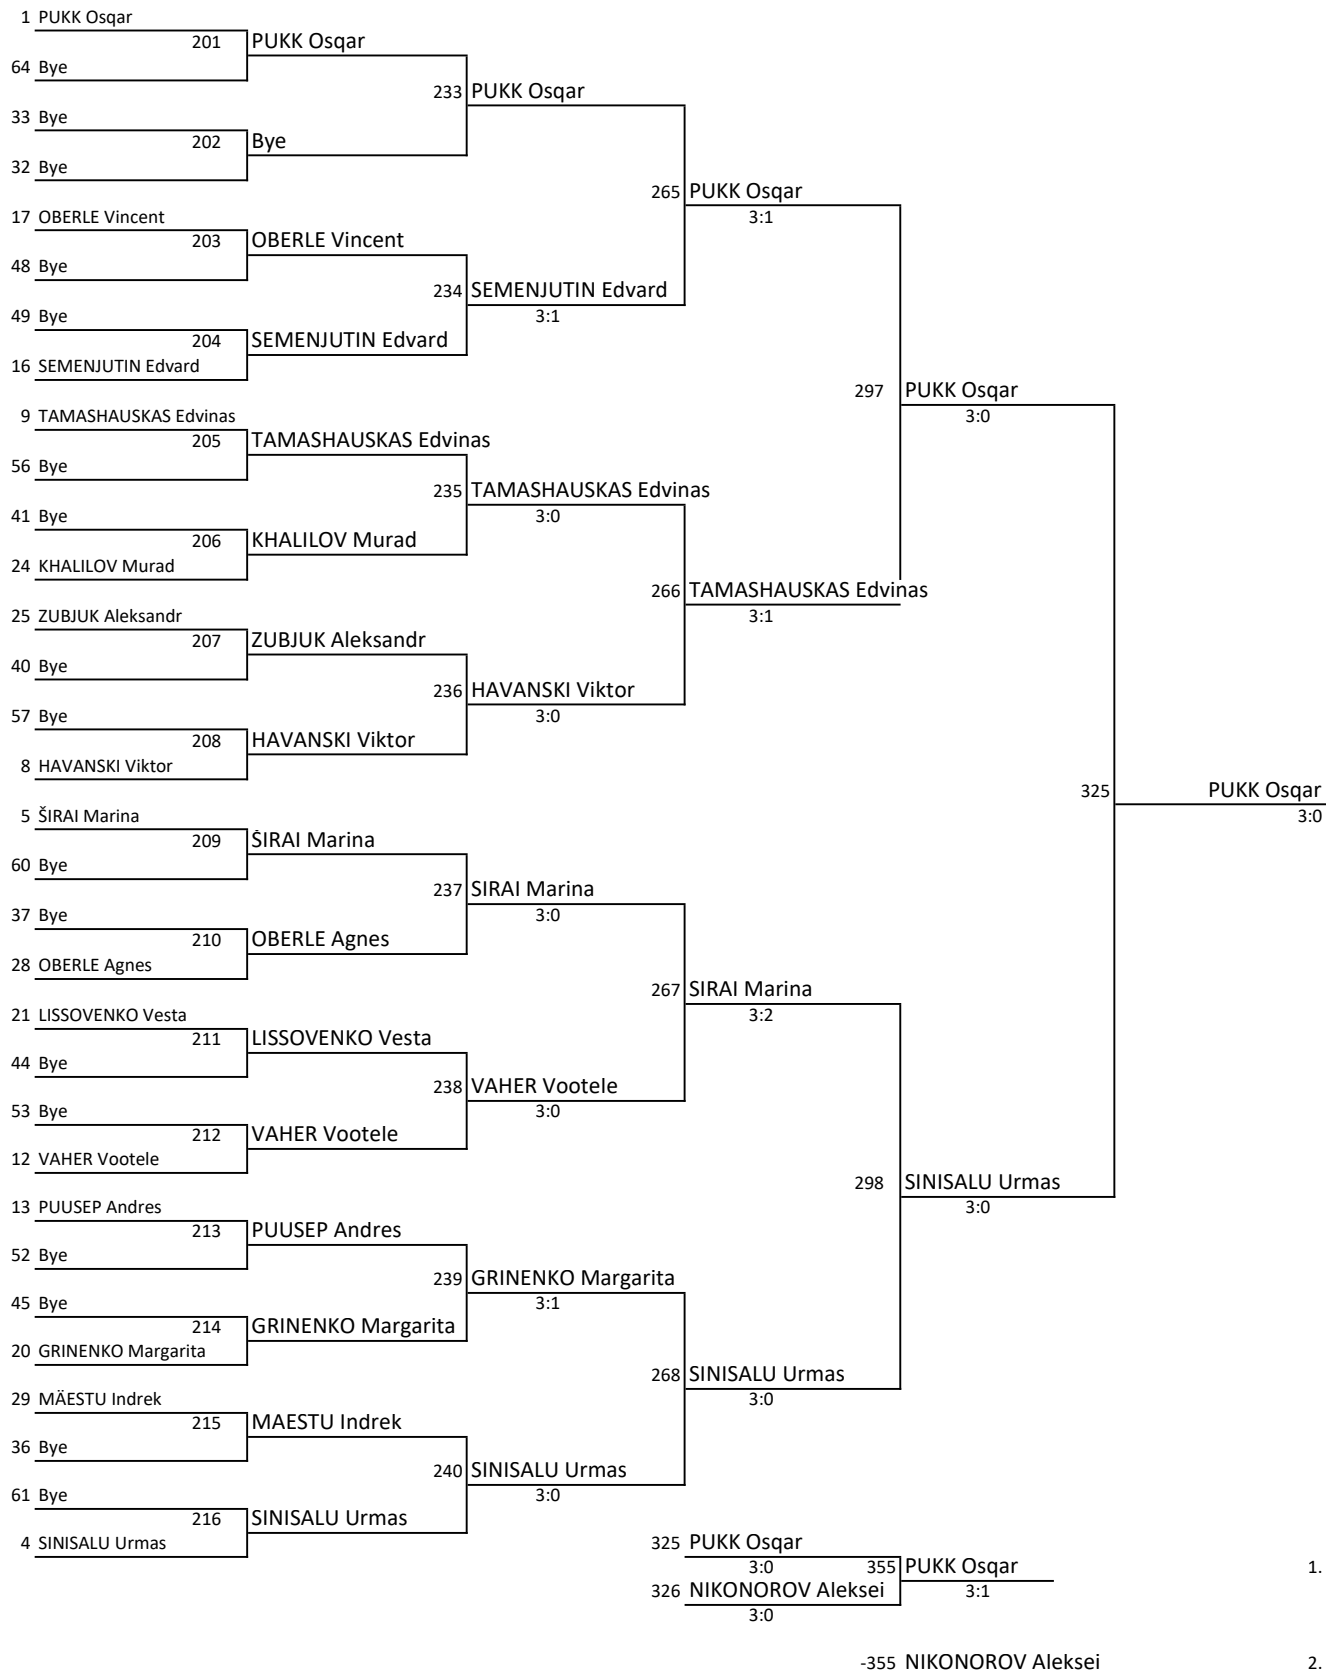 1 PUKK Osqar
201 PUKK Osqar
64 Bye
233 PUKK Osqar
33 Bye
202 Bye
32 Bye
265 PUKK Osqar
3:1
17 OBERLE Vincent
203 OBERLE Vincent
48 Bye
234 SEMENJUTIN Edvard
3:1
49 Bye
204 SEMENJUTIN Edvard
16 SEMENJUTIN Edvard
297 PUKK Osqar
3:0
9 TAMASHAUSKAS Edvinas
205 TAMASHAUSKAS Edvinas
56 Bye
235 TAMASHAUSKAS Edvinas
3:0
41 Bye
206 KHALILOV Murad
24 KHALILOV Murad
266 TAMASHAUSKAS Edvinas
3:1
25 ZUBJUK Aleksandr
207 ZUBJUK Aleksandr
40 Bye
236 HAVANSKI Viktor
3:0
57 Bye
208 HAVANSKI Viktor
8 HAVANSKI Viktor
325 PUKK Osqar
3:0
5 ŠIRAI Marina
209 ŠIRAI Marina
60 Bye
237 SIRAI Marina
3:0
37 Bye
210 OBERLE Agnes
28 OBERLE Agnes
267 SIRAI Marina
3:2
21 LISSOVENKO Vesta
211 LISSOVENKO Vesta
44 Bye
238 VAHER Vootele
3:0
53 Bye
212 VAHER Vootele
12 VAHER Vootele
298 SINISALU Urmas
3:0
13 PUUSEP Andres
213 PUUSEP Andres
52 Bye
239 GRINENKO Margarita
3:1
45 Bye
214 GRINENKO Margarita
20 GRINENKO Margarita
268 SINISALU Urmas
3:0
29 MÄESTU Indrek
215 MAESTU Indrek
36 Bye
240 SINISALU Urmas
3:0
61 Bye
216 SINISALU Urmas
4 SINISALU Urmas
325 PUKK Osqar
3:0 355 PUKK Osqar 1.
326 NIKONOROV Aleksei 3:1
3:0
-355 NIKONOROV Aleksei 2.